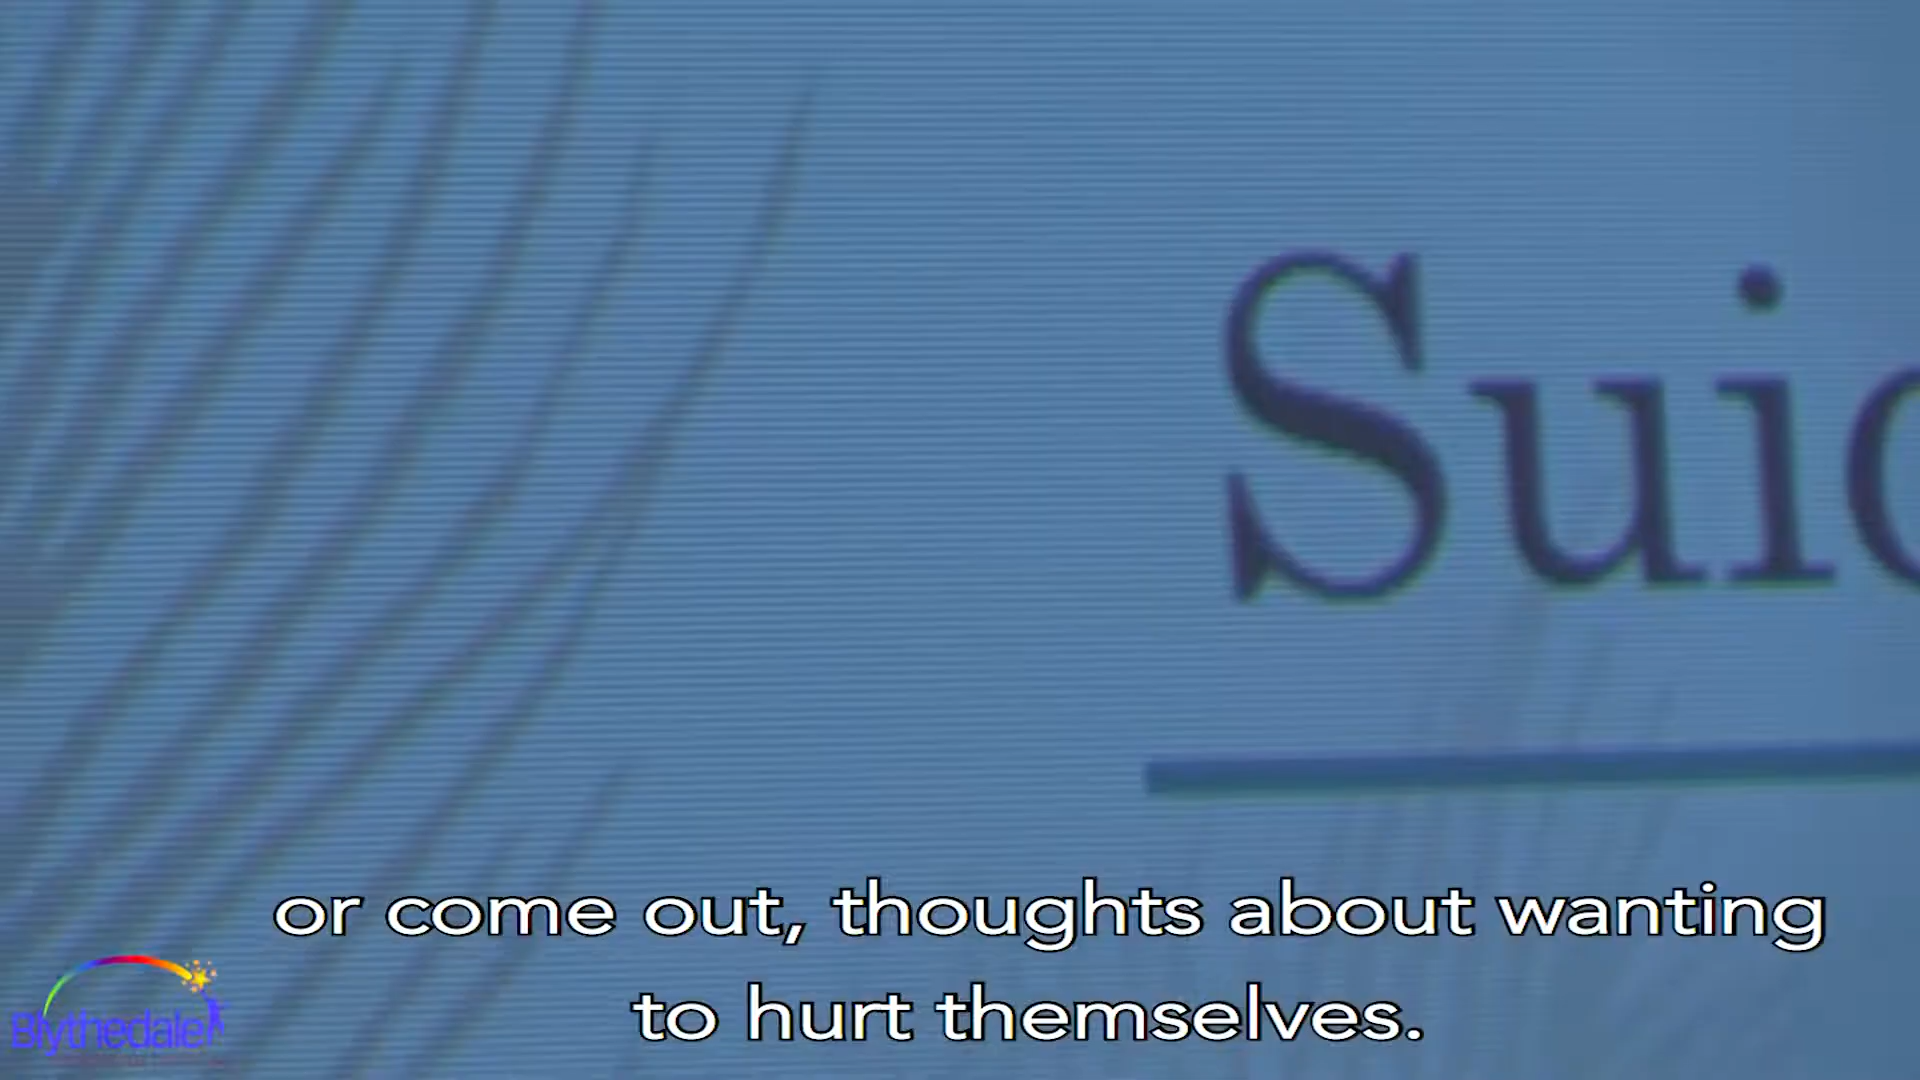 Suic
or come out, thoughts about wanting
to hurt themselves.
Blythedale